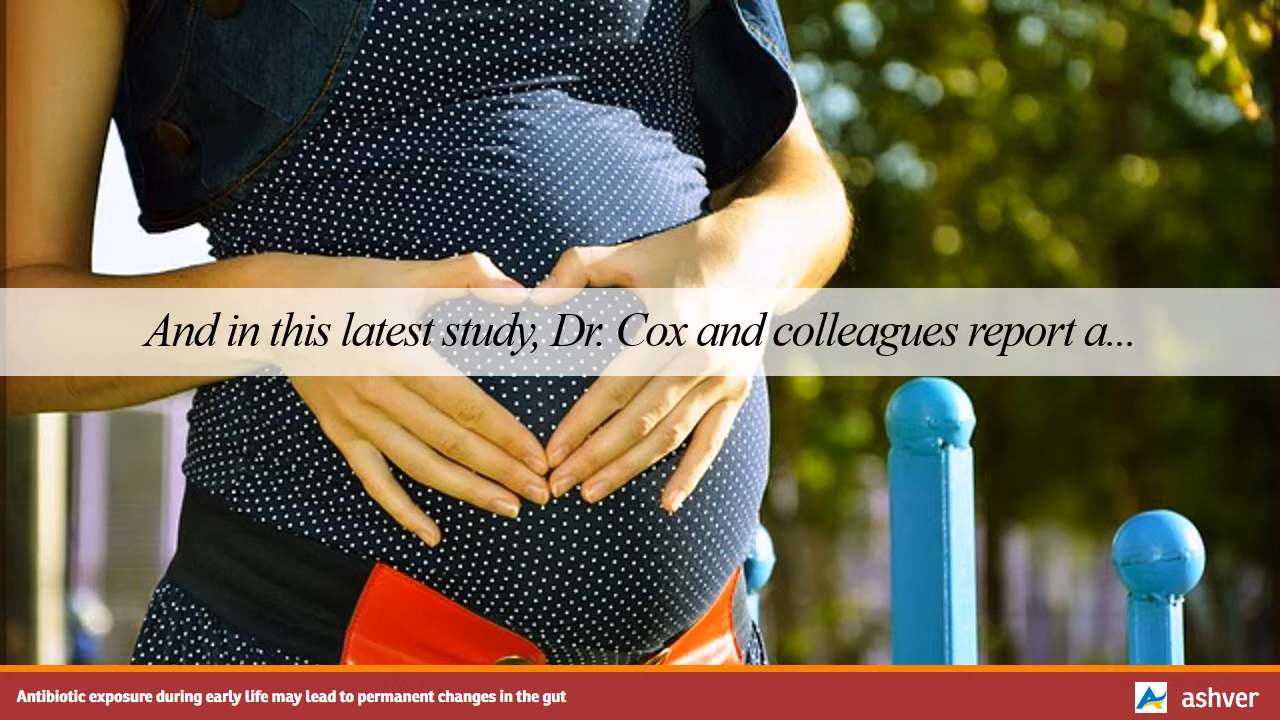 And in this latest study, Dr. Cox and colleagues report a...
Antibiotic exposure during early life may lead to permanent changes in the gut
ashver